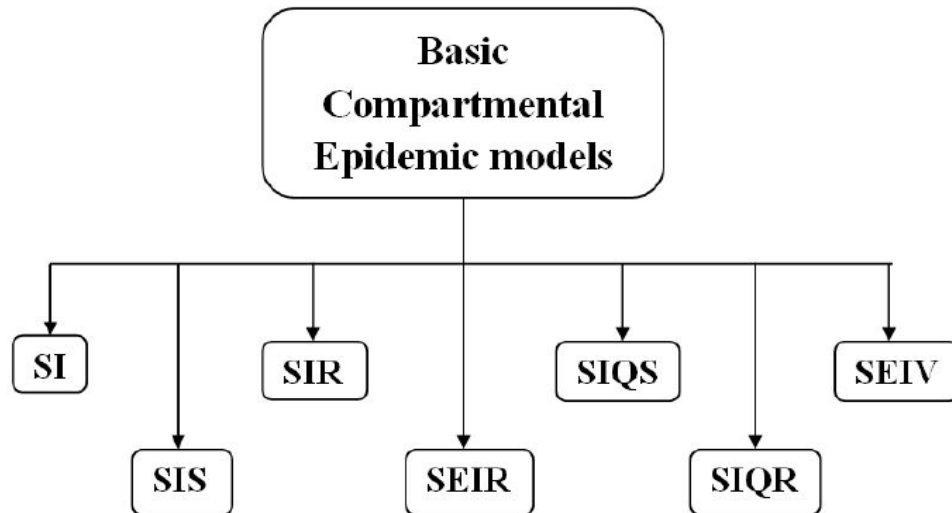 Basic
Compartmental
Epidemic models
SI
SIR
SIQS
SEIV
SIS
SEIR
SIQR